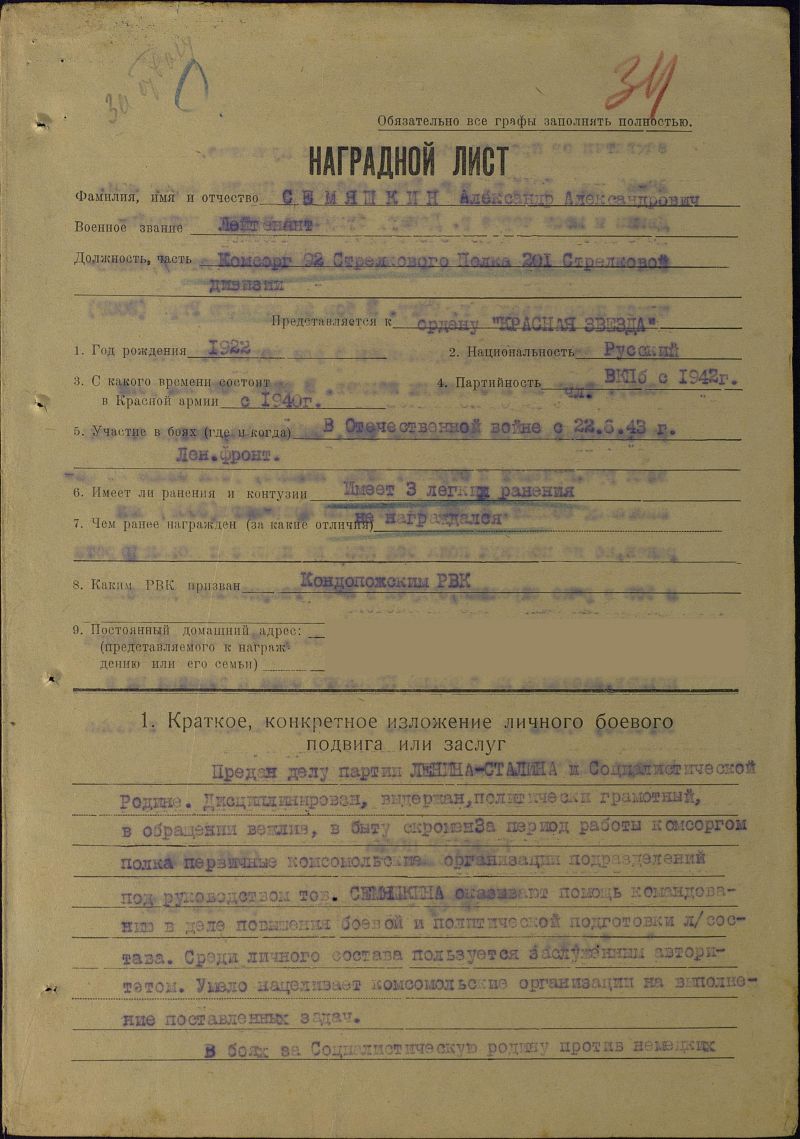 за отвагу
34
Обязательно все графы заполнять полностью.
НАГРАДНОЙ ЛИСТ
Фамилия, имя и отчество СЕМЯШКИН Александр Александрович
Военное звание Лейтенант
Должность, часть Комсорг 92 Стрелкового Полка 201 Стрелковой
дивизии
Представляется к ордену "КРАСНАЯ ЗВЕЗДА"
1. Год рождения 1922 2. Национальность Русский
3. С какого времени состоит 4. Партийность чл. ВКПб с 1942г.
в Красной армии с 1940г.
5. Участие в боях (где и когда) В Отечественной войне с 22.6.43 г.
Лен.фронт.
6. Имеет ли ранения и контузии Имеет 3 легких ранения
7. Чем ранее награжден (за какие отличия) не награждался
8. Каким РВК призван Кондопожским РВК
9. Постоянный домашний адрес:
(представляемого к награж-
дению или его семьи)
1. Краткое, конкретное изложение личного боевого
подвига или заслуг
Предан делу партии ЛЕНИНА-СТАЛИНА и Социалистической
Родине. Дисциплинирован, выдержан,политически грамотный,
в обращении вежлив, в быту скроменЗа период работы комсоргом
полка первичные комсомольские организации подразделений
под руководством тов. СЕМЯШКИНА оказывают помощь командова-
нию в деле повышения боевой и политической подготовки л/сос-
тава. Среди личного состава пользуется заслуженным автори-
тетом. Умело нацеливает комсомольские организации на выполне-
ние поставленных задач.
В боях за Социалистическую родину против немецких